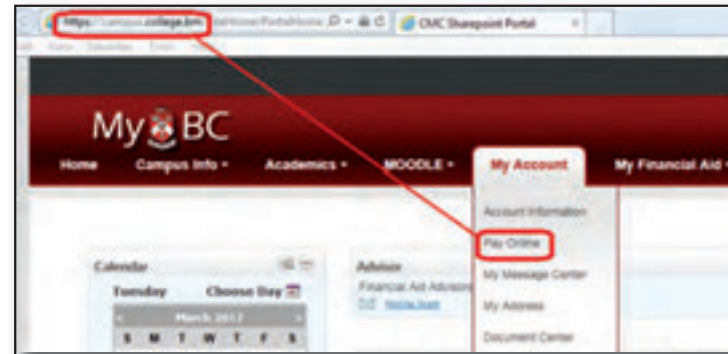 https://campus.college.bm CMC Sharepoint Portal
My BC
Home Campus Info Academics MOODLE My Account My Financial Aid
Account Information
Pay Online
Calendar Advisor My Message Center
Tuesday Choose Day Financial Aid Advisors My Address
March 2017 Document Center
S M T W T F S